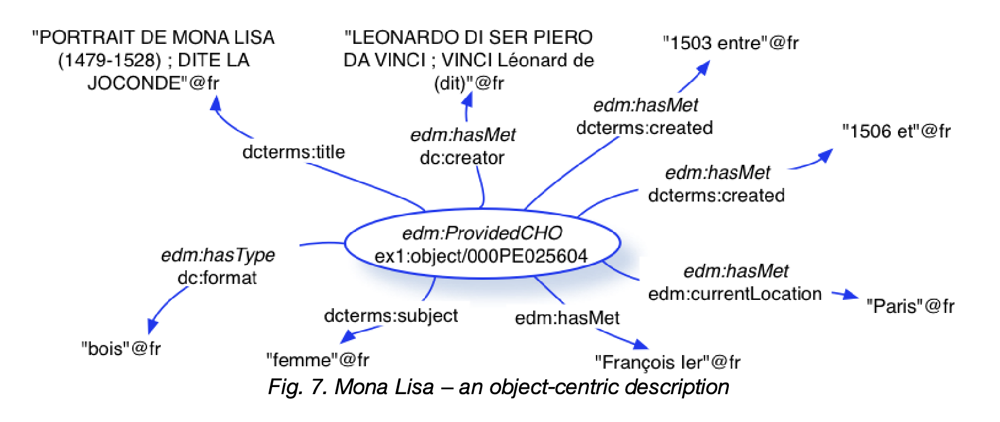 "PORTRAIT DE MONA LISA
(1479-1528) ; DITE LA
JOCONDE"@fr
"LEONARDO DI SER PIERO
DA VINCI ; VINCI Léonard de
(dit)"@fr
"1503 entre"@fr
edm:hasMet
dcterms:created
"1506 et"@fr
edm:hasMet
dc:creator
dcterms:title
edm:hasMet
dcterms:created
edm:ProvidedCHO
ex1:object/000PE025604
edm:hasType
dc:format
edm:hasMet
edm:currentLocation
"Paris"@fr
dcterms:subject
edm:hasMet
"bois"@fr
"femme"@fr
"François Ier"@fr
Fig. 7. Mona Lisa – an object-centric description